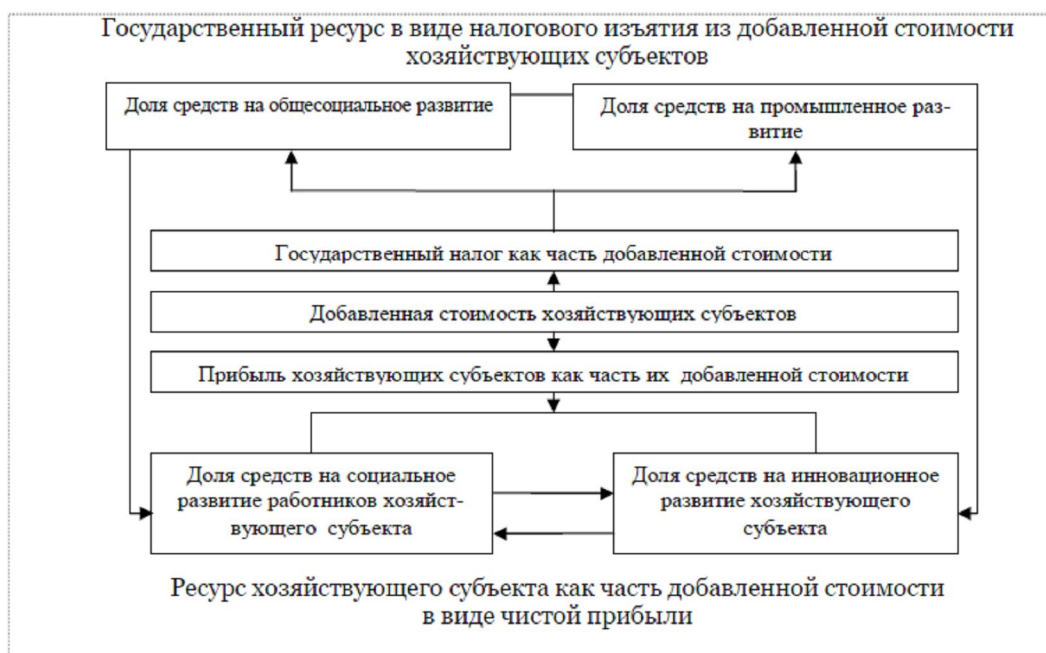 Государственный ресурс в виде налогового изъятия из добавленной стоимости
хозяйствующих субъектов
Доля средств на общесоциальное развитие
Доля средств на промышленное раз-
витие
Государственный налог как часть добавленной стоимости
Добавленная стоимость хозяйствующих субъектов
Прибыль хозяйствующих субъектов как часть их добавленной стоимости
Доля средств на социальное
развитие работников хозяйст-
вующего субъекта
Доля средств на инновационное
развитие хозяйствующего
субъекта
Ресурс хозяйствующего субъекта как часть добавленной стоимости
в виде чистой прибыли